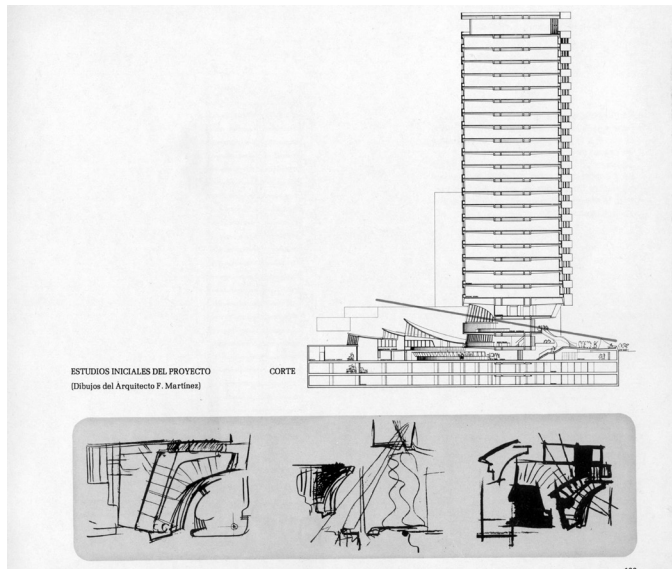 ESTUDIOS INICIALES DEL PROYECTO
CORTE
(Dibujos del Arquitecto F. Martínez)